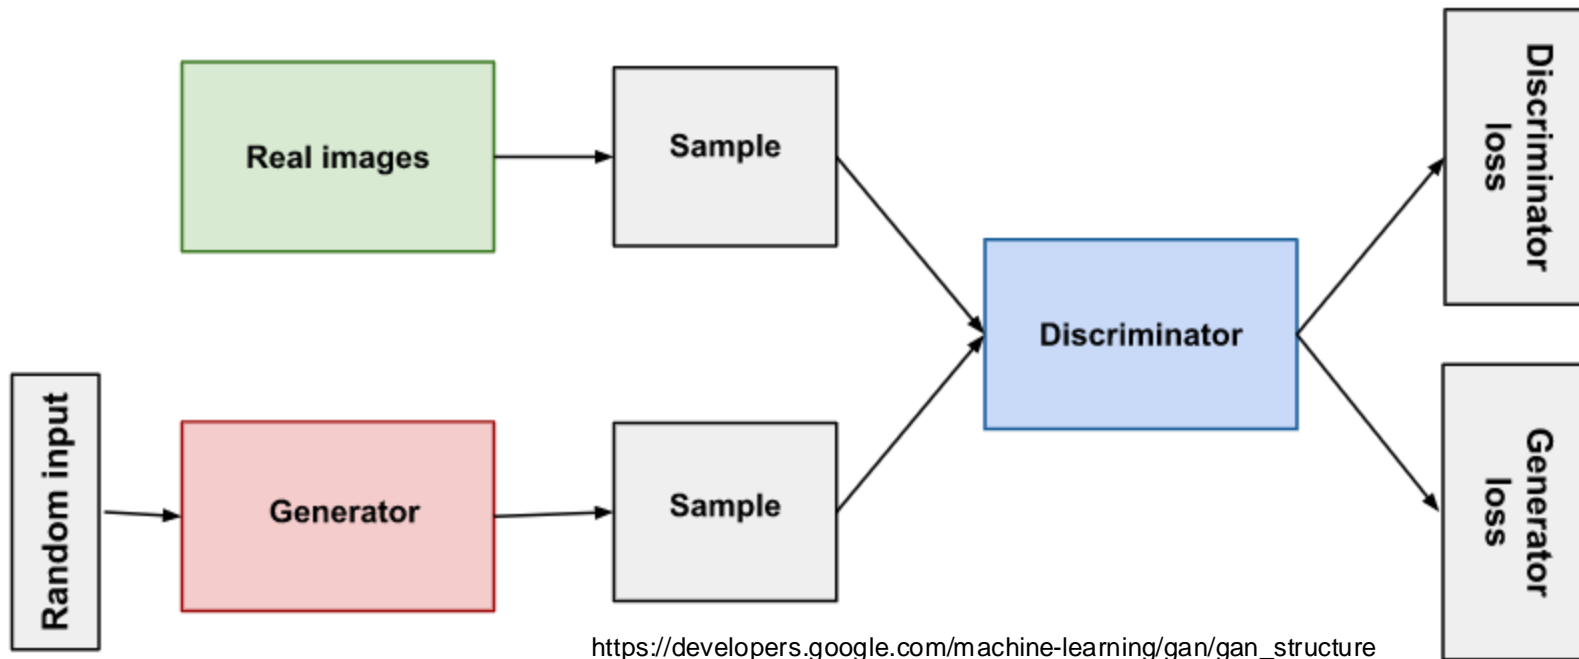 Real images
Sample
Discriminator
loss
Discriminator
Random input
Generator
Sample
Generator
loss
https://developers.google.com/machine-learning/gan/gan_structure